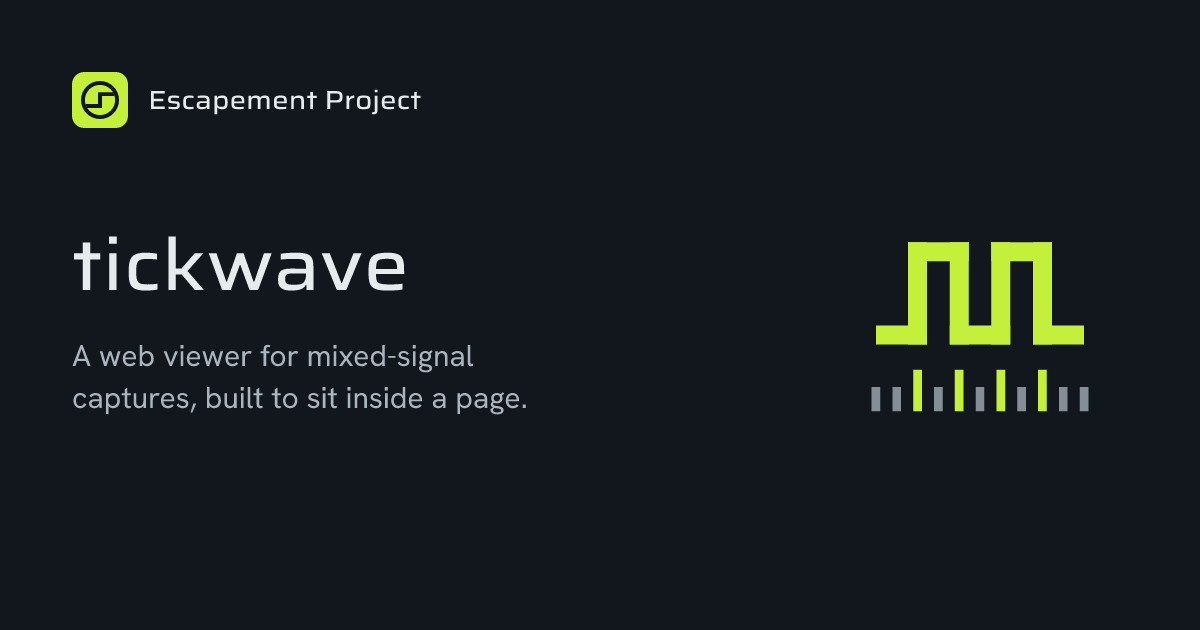 Escapement Project
tickwave
A web viewer for mixed-signal
captures, built to sit inside a page.